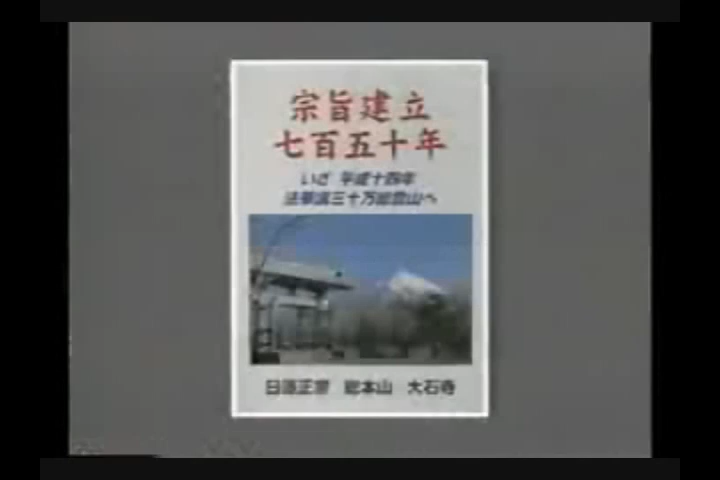 宗旨建立
七百五十年
いざ 平成十四年
法華講三十万総登山へ
日蓮正宗 総本山 大石寺